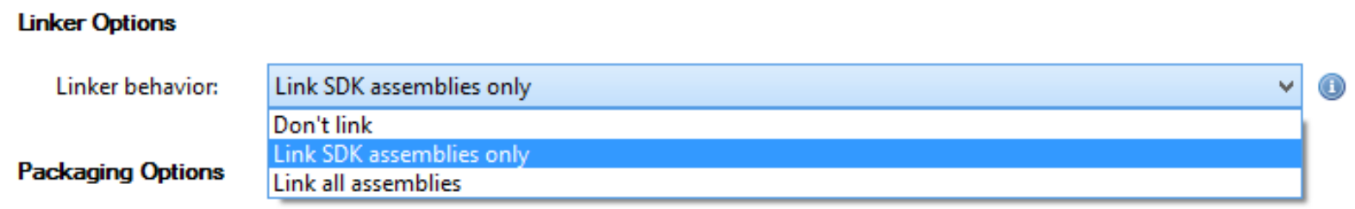 Linker Options
Linker behavior: Link SDK assemblies only
Don't link
Link SDK assemblies only
Link all assemblies
Packaging Options